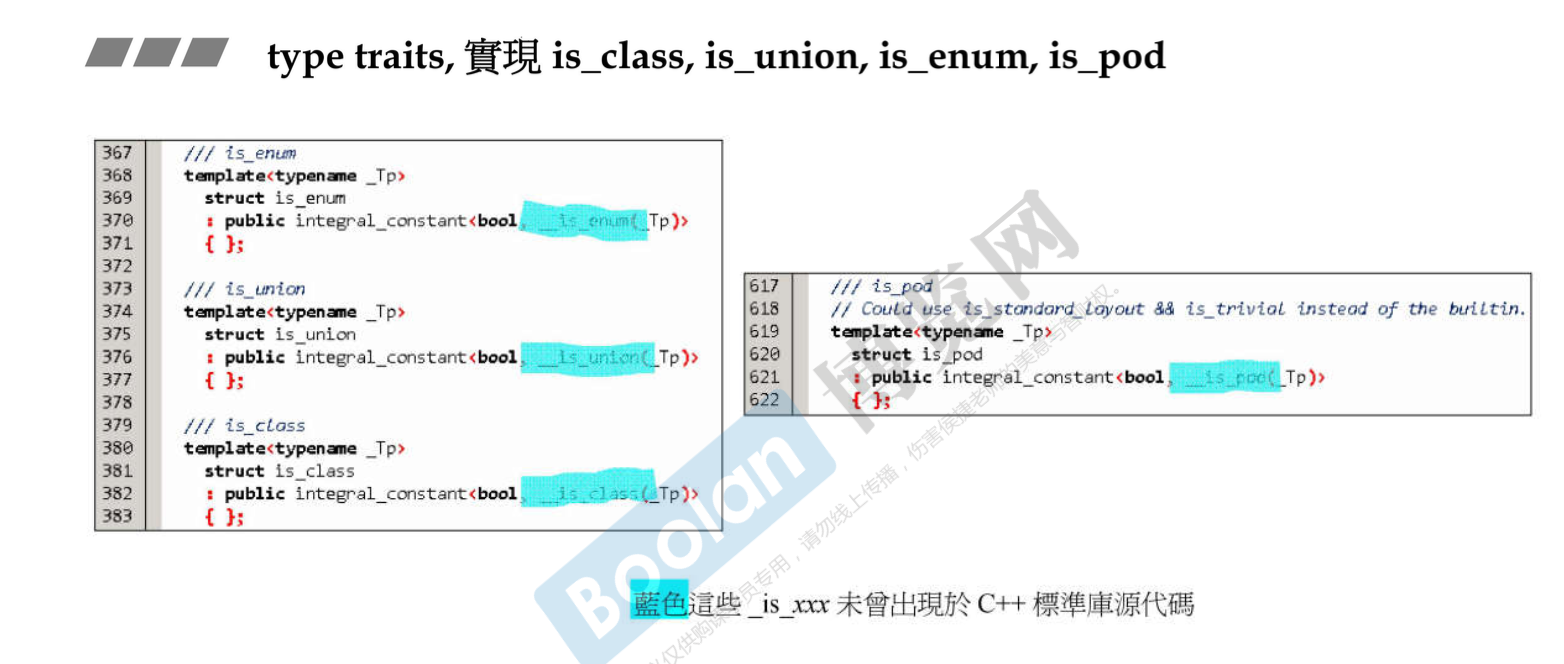 type traits, 實現 is_class, is_union, is_enum, is_pod
367 /// is_enum
368 template<typename _Tp>
369 struct is_enum
370 : public integral_constant<bool, __is_enum(_Tp)>
371 { };
372
373 /// is_union
374 template<typename _Tp>
375 struct is_union
376 : public integral_constant<bool, __is_union(_Tp)>
377 { };
378
379 /// is_class
380 template<typename _Tp>
381 struct is_class
382 : public integral_constant<bool, __is_class(_Tp)>
383 { };
617 /// is_pod
618 // Could use is_standard_layout && is_trivial instead of the builtin.
619 template<typename _Tp>
620 struct is_pod
621 : public integral_constant<bool, __is_pod(_Tp)>
622 { };
Boolan 博览网
仅供购课学员专用，请勿线上传播，伤害侯捷老师的美意与智财权。
藍色這些 _is_xxx 未曾出現於 C++ 標準庫源代碼